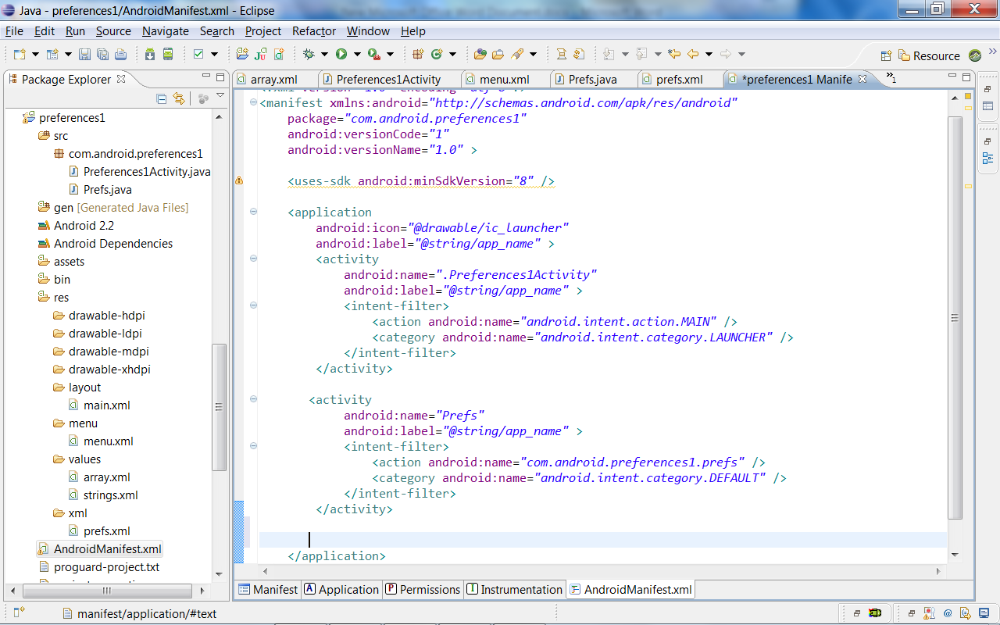 Java - preferences1/AndroidManifest.xml - Eclipse
File Edit Run Source Navigate Search Project Refactor Window Help
Resource
Package Explorer
array.xml Preferences1Activity menu.xml Prefs.java prefs.xml *preferences1 Manife »1
preferences1
src
com.android.preferences1
Preferences1Activity.java
Prefs.java
gen [Generated Java Files]
Android 2.2
Android Dependencies
assets
bin
res
drawable-hdpi
drawable-ldpi
drawable-mdpi
drawable-xhdpi
layout
main.xml
menu
menu.xml
values
array.xml
strings.xml
xml
prefs.xml
AndroidManifest.xml
proguard-project.txt
<manifest xmlns:android="http://schemas.android.com/apk/res/android"
package="com.android.preferences1"
android:versionCode="1"
android:versionName="1.0" >
<uses-sdk android:minSdkVersion="8" />
<application
android:icon="@drawable/ic_launcher"
android:label="@string/app_name" >
<activity
android:name=".Preferences1Activity"
android:label="@string/app_name" >
<intent-filter>
<action android:name="android.intent.action.MAIN" />
<category android:name="android.intent.category.LAUNCHER" />
</intent-filter>
</activity>
<activity
android:name="Prefs"
android:label="@string/app_name" >
<intent-filter>
<action android:name="com.android.preferences1.prefs" />
<category android:name="android.intent.category.DEFAULT" />
</intent-filter>
</activity>
</application>
Manifest A Application P Permissions I Instrumentation AndroidManifest.xml
manifest/application/#text